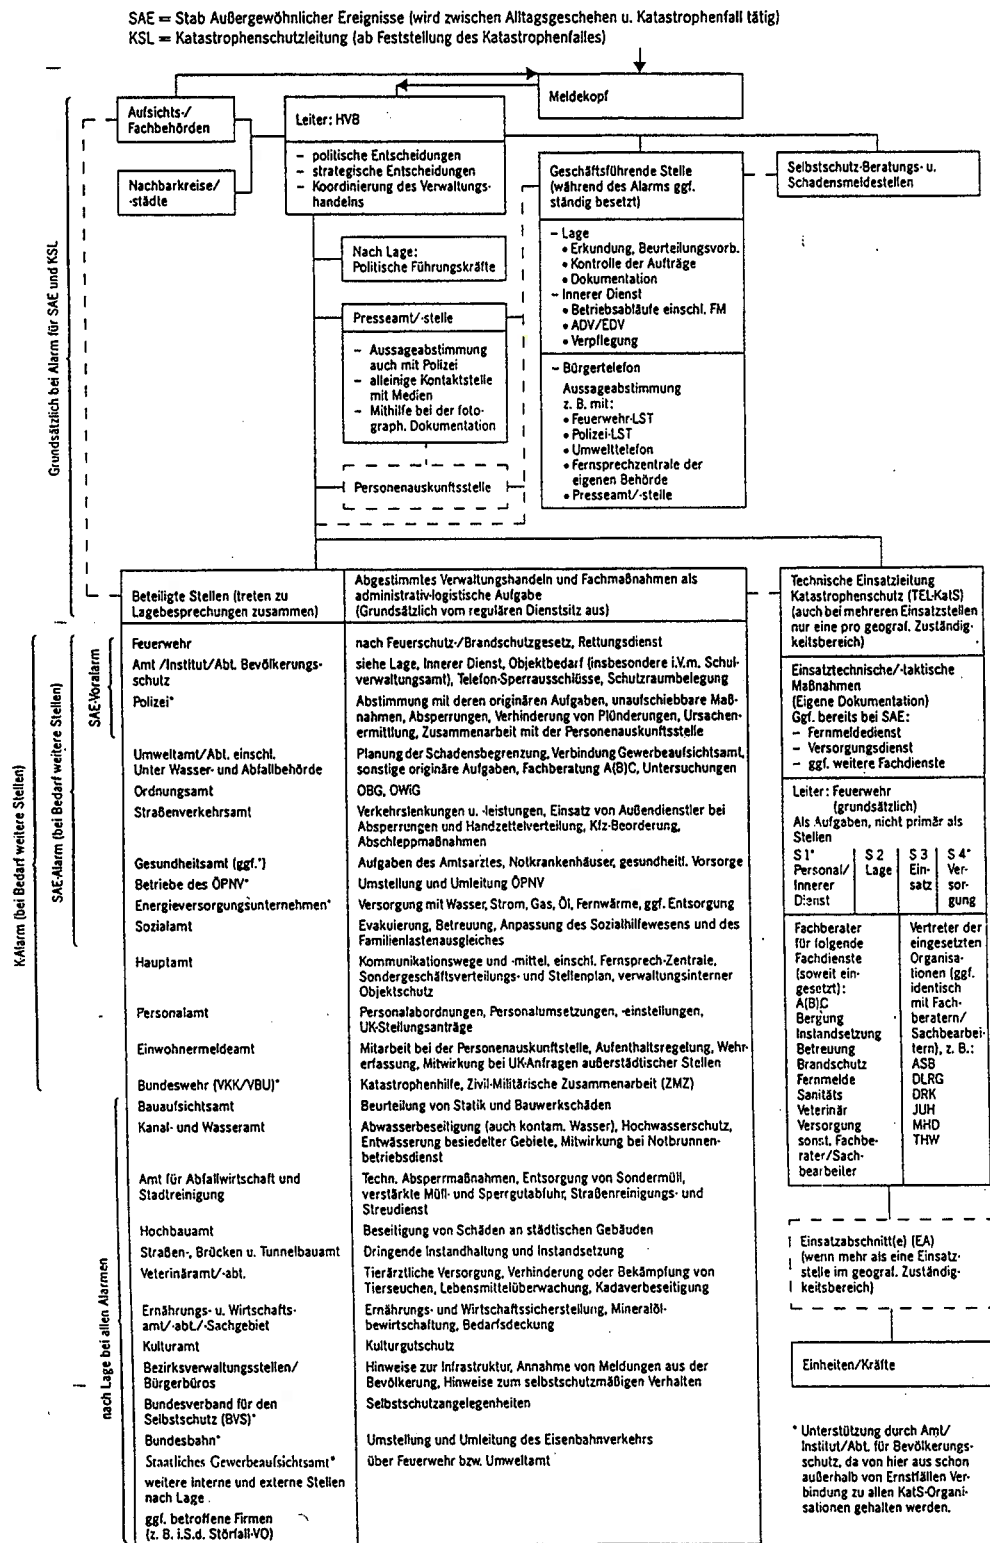 SAE = Stab Außergewöhnlicher Ereignisse (wird zwischen Alltagsgeschehen u. Katastrophenfall tätig)
KSL = Katastrophenschutzleitung (ab Feststellung des Katastrophenfalles)
Meldekopf
Aufsichts-/
Fachbehörden
Nachbarkreise/
-städte
Leiter: HVB
– politische Entscheidungen
– strategische Entscheidungen
– Koordinierung des Verwaltungs-
handelns
Geschäftsführende Stelle
(während des Alarms ggf.
ständig besetzt)
– Lage
• Erkundung, Beurteilungsvorb.
• Kontrolle der Aufträge
• Dokumentation
– Innerer Dienst
• Betriebsabläufe einschl. FM
• ADV/EDV
• Verpflegung
– Bürgertelefon
Aussageabstimmung
z. B. mit:
• Feuerwehr-LST
• Polizei-LST
• Umwelttelefon
• Fernsprechzentrale der
eigenen Behörde
• Presseamt/-stelle
Selbstschutz-Beratungs- u.
Schadensmeldestellen
Nach Lage:
Politische Führungskräfte
Presseamt/-stelle
– Aussageabstimmung
auch mit Polizei
– alleinige Kontaktstelle
mit Medien
– Mithilfe bei der foto-
graph. Dokumentation
Personenauskunftsstelle
Grundsätzlich bei Alarm für SAE und KSL
K-Alarm (bei Bedarf weitere Stellen)
SAE-Alarm (bei Bedarf weitere Stellen)
SAE-Voralarm
nach Lage bei allen Alarmen
Beteiligte Stellen (treten zu
Lagebesprechungen zusammen)
Abgestimmtes Verwaltungshandeln und Fachmaßnahmen als
administrativ-logistische Aufgabe
(Grundsätzlich vom regulären Dienstsitz aus)
Feuerwehr
nach Feuerschutz-/Brandschutzgesetz, Rettungsdienst
Amt /Institut/Abt. Bevölkerungs-
schutz
siehe Lage, Innerer Dienst, Objektbedarf (insbesondere i.V.m. Schul-
verwaltungsamt), Telefon-Sperrausschlüsse, Schutzraumbelegung
Polizei*
Abstimmung mit deren originären Aufgaben, unaufschiebbare Maß-
nahmen, Absperrungen, Verhinderung von Plünderungen, Ursachen-
ermittlung, Zusammenarbeit mit der Personenauskunftsstelle
Umweltamt/Abt. einschl.
Unter Wasser- und Abfallbehörde
Planung der Schadensbegrenzung, Verbindung Gewerbeaufsichtsamt,
sonstige originäre Aufgaben, Fachberatung A(B)C, Untersuchungen
Ordnungsamt
OBG, OWiG
Straßenverkehrsamt
Verkehrslenkungen u. -leistungen, Einsatz von Außendienstler bei
Absperrungen und Handzettelverteilung, Kfz-Beorderung,
Abschleppmaßnahmen
Gesundheitsamt (ggf.*)
Aufgaben des Amtsarztes, Notkrankenhäuser, gesundheitl. Vorsorge
Betriebe des ÖPNV*
Umstellung und Umleitung ÖPNV
Energieversorgungsunternehmen*
Versorgung mit Wasser, Strom, Gas, Öl, Fernwärme, ggf. Entsorgung
Sozialamt
Evakuierung, Betreuung, Anpassung des Sozialhilfewesens und des
Familienlastenausgleiches
Hauptamt
Kommunikationswege und -mittel, einschl. Fernsprech-Zentrale,
Sondergeschäftsverteilungs- und Stellenplan, verwaltungsinterner
Objektschutz
Personalamt
Personalabordnungen, Personalumsetzungen, -einstellungen,
UK-Stellungsanträge
Einwohnermeldeamt
Mitarbeit bei der Personenauskunftstelle, Aufenthaltsregelung, Wehr-
erfassung, Mitwirkung bei UK-Anfragen außerstädtischer Stellen
Bundeswehr (VKK/VBU)*
Katastrophenhilfe, Zivil-Militärische Zusammenarbeit (ZMZ)
Bauaufsichtsamt
Beurteilung von Statik und Bauwerkschäden
Kanal- und Wasseramt
Abwasserbeseitigung (auch kontam. Wasser), Hochwasserschutz,
Entwässerung besiedelter Gebiete, Mitwirkung bei Notbrunnen-
betriebsdienst
Amt für Abfallwirtschaft und
Stadtreinigung
Techn. Absperrmaßnahmen, Entsorgung von Sondermüll,
verstärkte Müll- und Sperrgutabfuhr, Straßenreinigungs- und
Streudienst
Hochbauamt
Beseitigung von Schäden an städtischen Gebäuden
Straßen-, Brücken u. Tunnelbauamt
Dringende Instandhaltung und Instandsetzung
Veterinäramt/-abt.
Tierärztliche Versorgung, Verhinderung oder Bekämpfung von
Tierseuchen, Lebensmittelüberwachung, Kadaverbeseitigung
Ernährungs- u. Wirtschafts-
amt/-abt./-Sachgebiet
Ernährungs- und Wirtschaftssicherstellung, Mineralöl-
bewirtschaftung, Bedarfsdeckung
Kulturamt
Kulturgutschutz
Bezirksverwaltungsstellen/
Bürgerbüros
Hinweise zur Infrastruktur, Annahme von Meldungen aus der
Bevölkerung, Hinweise zum selbstschutzmäßigen Verhalten
Bundesverband für den
Selbstschutz (BVS)*
Selbstschutzangelegenheiten
Bundesbahn*
Umstellung und Umleitung des Eisenbahnverkehrs
Staatliches Gewerbeaufsichtsamt*
über Feuerwehr bzw. Umweltamt
weitere interne und externe Stellen
nach Lage
ggf. betroffene Firmen
(z. B. i.S.d. Störfall-VO)
Technische Einsatzleitung
Katastrophenschutz (TEL-KatS)
(auch bei mehreren Einsatzstellen
nur eine pro geograf. Zuständig-
keitsbereich)
Einsatztechnische/-taktische
Maßnahmen
(Eigene Dokumentation)
Ggf. bereits bei SAE:
– Fernmeldedienst
– Versorgungsdienst
– ggf. weitere Fachdienste
Leiter: Feuerwehr
(grundsätzlich)
Als Aufgaben, nicht primär als
Stellen
S 1*
Personal/
Innerer
Dienst
S 2
Lage
S 3
Ein-
satz
S 4*
Ver-
sor-
gung
Fachberater
für folgende
Fachdienste
(soweit ein-
gesetzt):
A(B)C
Bergung
Instandsetzung
Betreuung
Brandschutz
Fernmelde
Sanitäts
Veterinär
Versorgung
sonst. Fachbe-
rater/Sach-
bearbeiter
Vertreter der
eingesetzten
Organisa-
tionen (ggf.
identisch
mit Fach-
beratern/
Sachbearbei-
tern), z. B.:
ASB
DLRG
DRK
JUH
MHD
THW
Einsatzabschnitt(e) (EA)
(wenn mehr als eine Einsatz-
stelle im geograf. Zuständig-
keitsbereich)
Einheiten/Kräfte
* Unterstützung durch Amt/
Institut/Abt. für Bevölkerungs-
schutz, da von hier aus schon
außerhalb von Ernstfällen Ver-
bindung zu allen KatS-Organi-
sationen gehalten werden.